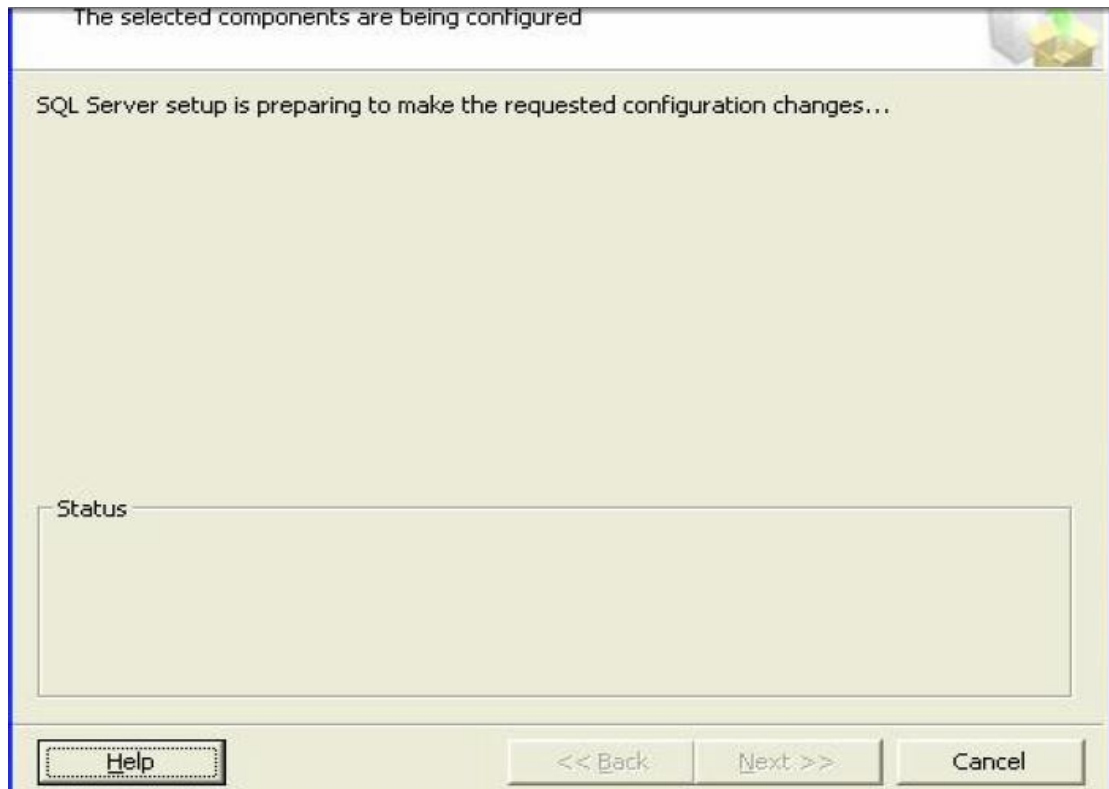 The selected components are being configured
SQL Server setup is preparing to make the requested configuration changes...
Status
Help
<< Back
Next >>
Cancel